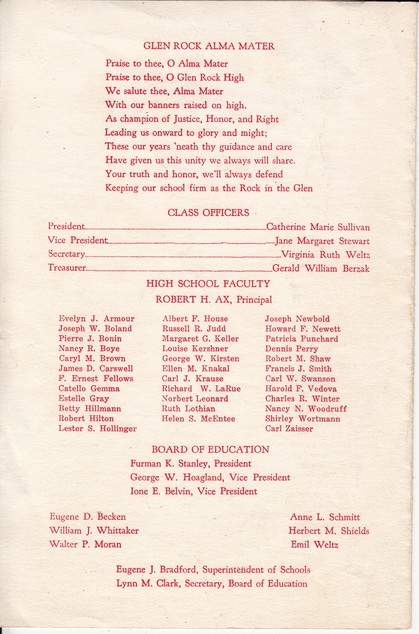 GLEN ROCK ALMA MATER
Praise to thee, O Alma Mater
Praise to thee, O Glen Rock High
We salute thee, Alma Mater
With our banners raised on high.
As champion of Justice, Honor, and Right
Leading us onward to glory and might;
These our years 'neath thy guidance and care
Have given us this unity we always will share.
Your truth and honor, we'll always defend
Keeping our school firm as the Rock in the Glen
CLASS OFFICERS
President Catherine Marie Sullivan
Vice President Jane Margaret Stewart
Secretary Virginia Ruth Weltz
Treasurer Gerald William Berzak
HIGH SCHOOL FACULTY
ROBERT H. AX, Principal
Evelyn J. Armour
Joseph W. Boland
Pierre J. Bonin
Nancy R. Boye
Caryl M. Brown
James D. Carswell
F. Ernest Fellows
Catello Gemma
Estelle Gray
Betty Hillmann
Robert Hilton
Lester S. Hollinger
Albert F. House
Russell R. Judd
Margaret G. Keller
Louise Kershner
George W. Kirsten
Ellen M. Knakal
Carl J. Krause
Richard W. LaRue
Norbert Leonard
Ruth Lothian
Helen S. McEntee
Joseph Newbold
Howard F. Newett
Patricia Punchard
Dennis Perry
Robert M. Shaw
Francis J. Smith
Carl W. Swanson
Harold F. Vedova
Charles R. Winter
Nancy N. Woodruff
Shirley Wortmann
Carl Zaisser
BOARD OF EDUCATION
Furman K. Stanley, President
George W. Hoagland, Vice President
Ione E. Belvin, Vice President
Eugene D. Becken
William J. Whittaker
Walter P. Moran
Anne L. Schmitt
Herbert M. Shields
Emil Weltz
Eugene J. Bradford, Superintendent of Schools
Lynn M. Clark, Secretary, Board of Education